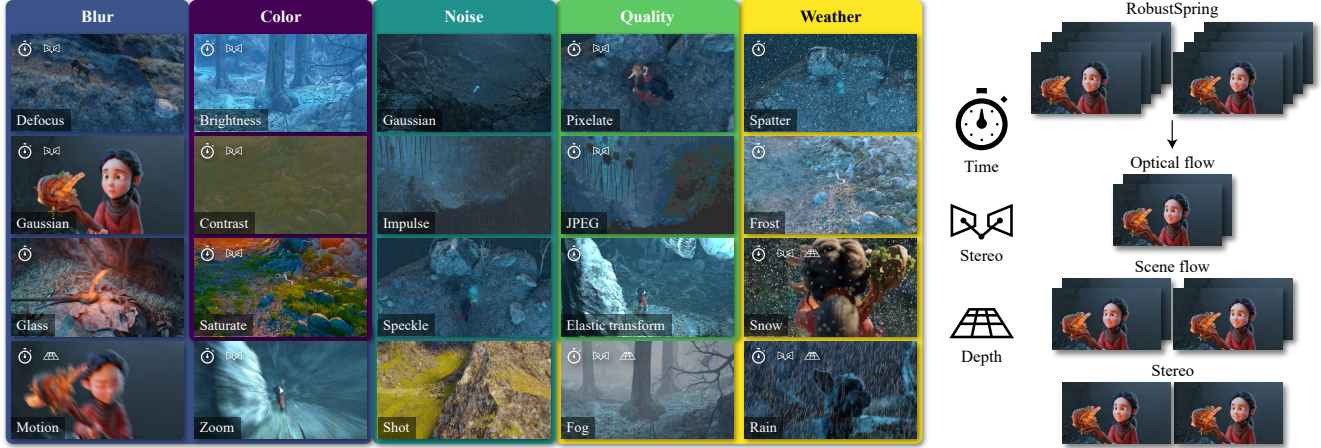 Blur
Color
Noise
Quality
Weather
Defocus
Brightness
Gaussian
Pixelate
Spatter
Gaussian
Contrast
Impulse
JPEG
Frost
Glass
Saturate
Speckle
Elastic transform
Snow
Motion
Zoom
Shot
Fog
Rain
Time
Stereo
Depth
RobustSpring
Optical flow
Scene flow
Stereo